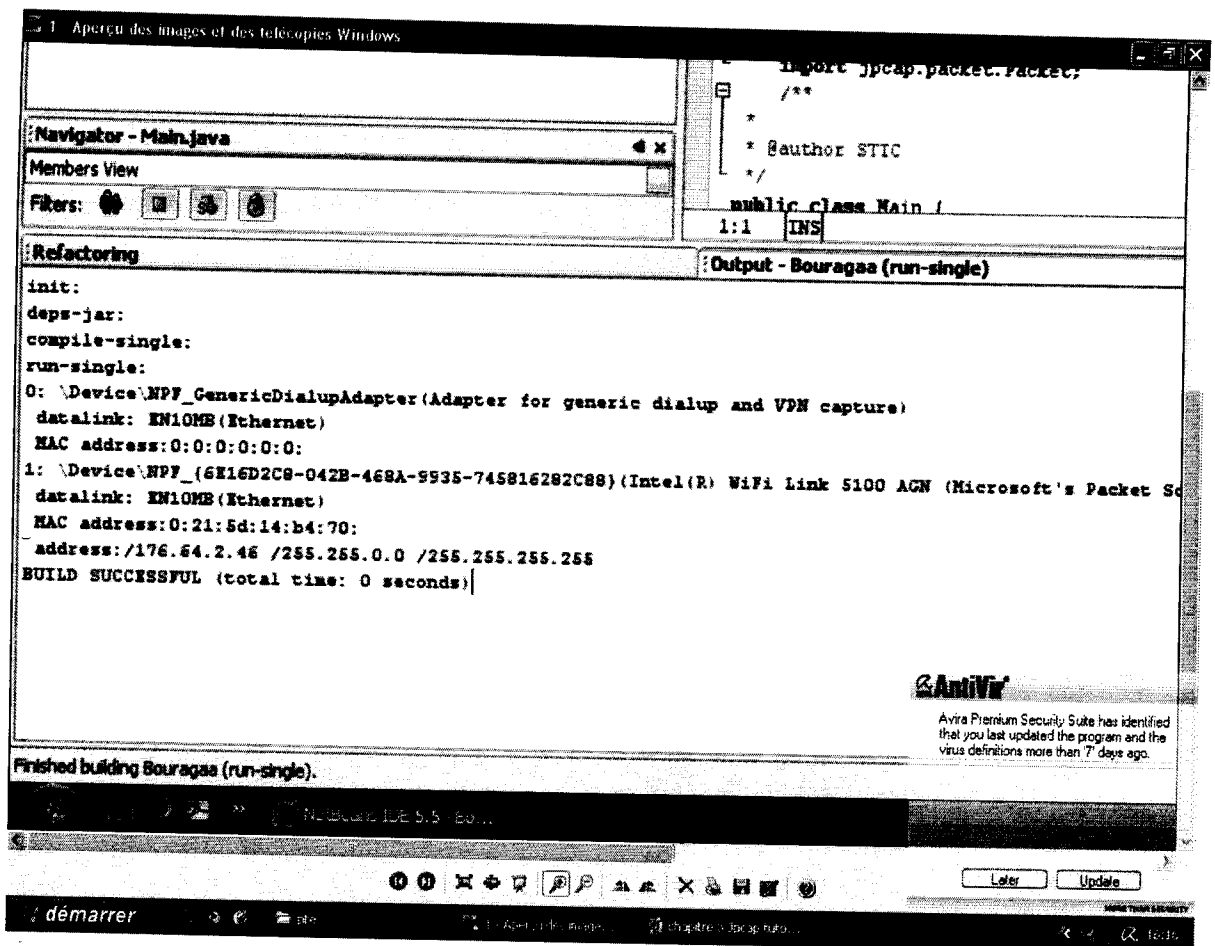 1 - Aperçu des images et des télécopies Windows
import jpcap.packet.Packet;
/**
*
* @author STIC
*/
public class Main {
1:1 INS
Navigator - Main.java
Members View
Filters:
Refactoring
Output - Bouragaa (run-single)
init:
deps-jar:
compile-single:
run-single:
0: \Device\NPF_GenericDialupAdapter(Adapter for generic dialup and VPN capture)
datalink: EN10MB(Ethernet)
MAC address:0:0:0:0:0:0:
1: \Device\NPF_{6E16D2C8-042B-468A-9935-745816282C88}(Intel(R) WiFi Link 5100 AGN (Microsoft's Packet Sc
datalink: EN10MB(Ethernet)
MAC address:0:21:5d:14:b4:70:
address:/176.64.2.46 /255.255.0.0 /255.255.255.255
BUILD SUCCESSFUL (total time: 0 seconds)
AntiVir
Avira Premium Security Suite has identified
that you last updated the program and the
virus definitions more than '7' days ago.
Finished building Bouragaa (run-single).
NetBeans IDE 5.5 - Bo...
Later
Update
démarrer
pfe
1 - Aperçu des image...